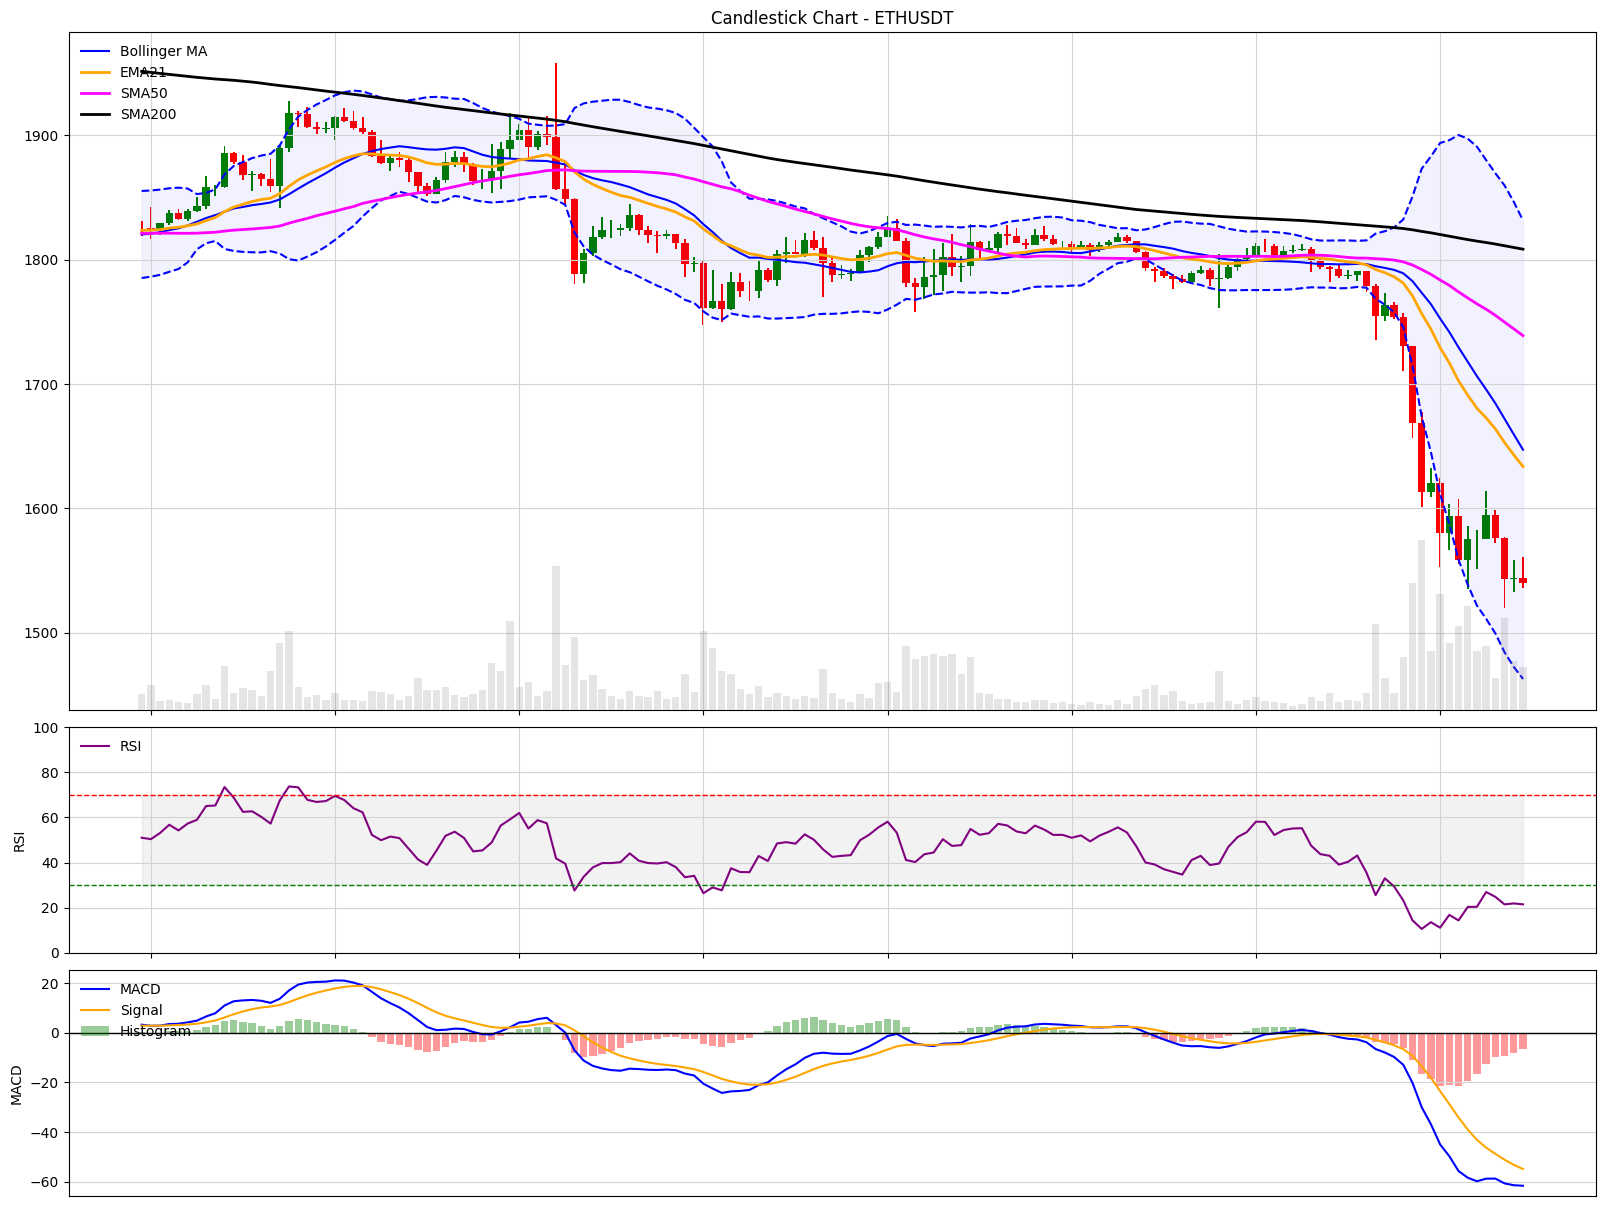 Candlestick Chart - ETHUSDT
Bollinger MA
EMA21
SMA50
SMA200
1900
1800
1700
1600
1500
RSI
100
80
60
40
20
0
RSI
MACD
Signal
Histogram
20
0
−20
−40
−60
MACD